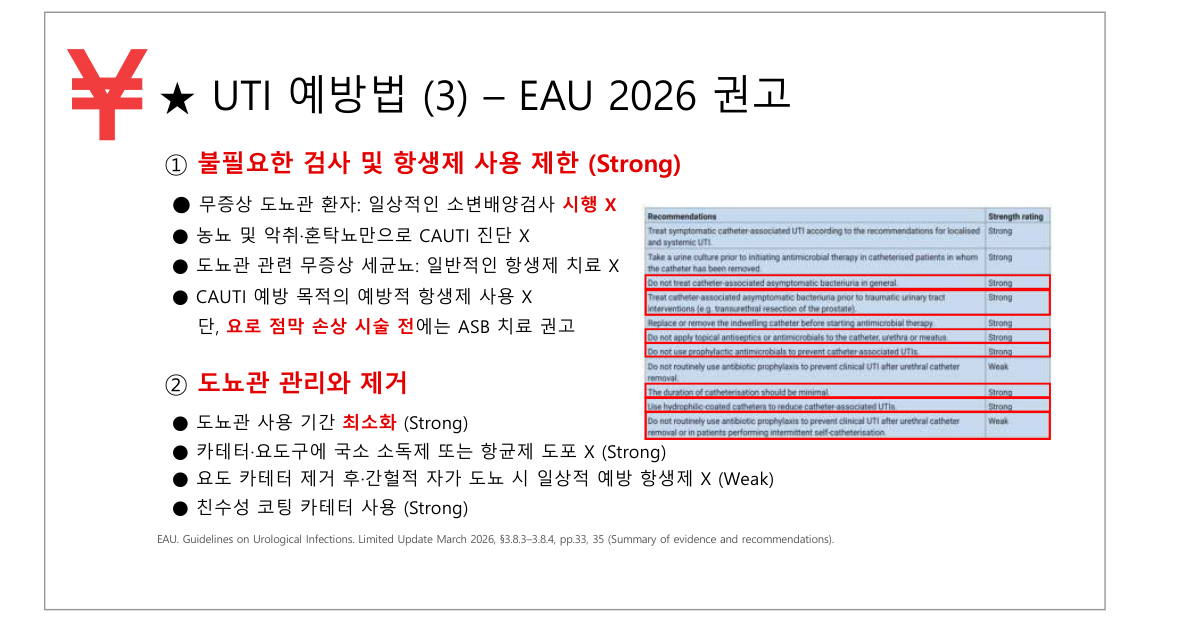 ¥
★ UTI 예방법 (3) – EAU 2026 권고
① 불필요한 검사 및 항생제 사용 제한 (Strong)
● 무증상 도뇨관 환자: 일상적인 소변배양검사 시행 X
● 농뇨 및 악취·혼탁뇨만으로 CAUTI 진단 X
● 도뇨관 관련 무증상 세균뇨: 일반적인 항생제 치료 X
● CAUTI 예방 목적의 예방적 항생제 사용 X
단, 요로 점막 손상 시술 전에는 ASB 치료 권고
② 도뇨관 관리와 제거
● 도뇨관 사용 기간 최소화 (Strong)
● 카테터·요도구에 국소 소독제 또는 항균제 도포 X (Strong)
● 요도 카테터 제거 후·간헐적 자가 도뇨 시 일상적 예방 항생제 X (Weak)
● 친수성 코팅 카테터 사용 (Strong)
Recommendations Strength rating
Treat symptomatic catheter-associated UTI according to the recommendations for localised Strong
and systemic UTI.
Take a urine culture prior to initiating antimicrobial therapy in catheterised patients in whom Strong
the catheter has been removed.
Do not treat catheter-associated asymptomatic bacteriuria in general. Strong
Treat catheter-associated asymptomatic bacteriuria prior to traumatic urinary tract Strong
interventions (e.g. transurethral resection of the prostate).
Replace or remove the indwelling catheter before starting antimicrobial therapy. Strong
Do not apply topical antiseptics or antimicrobials to the catheter, urethra or meatus. Strong
Do not use prophylactic antimicrobials to prevent catheter-associated UTIs. Strong
Do not routinely use antibiotic prophylaxis to prevent clinical UTI after urethral catheter Weak
removal.
The duration of catheterisation should be minimal. Strong
Use hydrophilic-coated catheters to reduce catheter-associated UTIs. Strong
Do not routinely use antibiotic prophylaxis to prevent clinical UTI after urethral catheter Weak
removal or in patients performing intermittent self-catheterisation.
EAU. Guidelines on Urological Infections. Limited Update March 2026, §3.8.3–3.8.4, pp.33, 35 (Summary of evidence and recommendations).